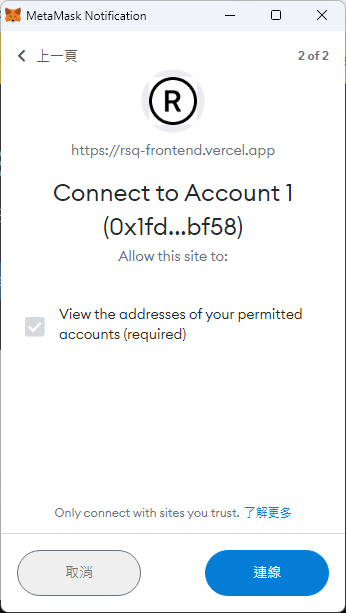 MetaMask Notification
上一頁
2 of 2
R
https://rsq-frontend.vercel.app
Connect to Account 1
(0x1fd...bf58)
Allow this site to:
View the addresses of your permitted
accounts (required)
Only connect with sites you trust. 了解更多
取消
連線